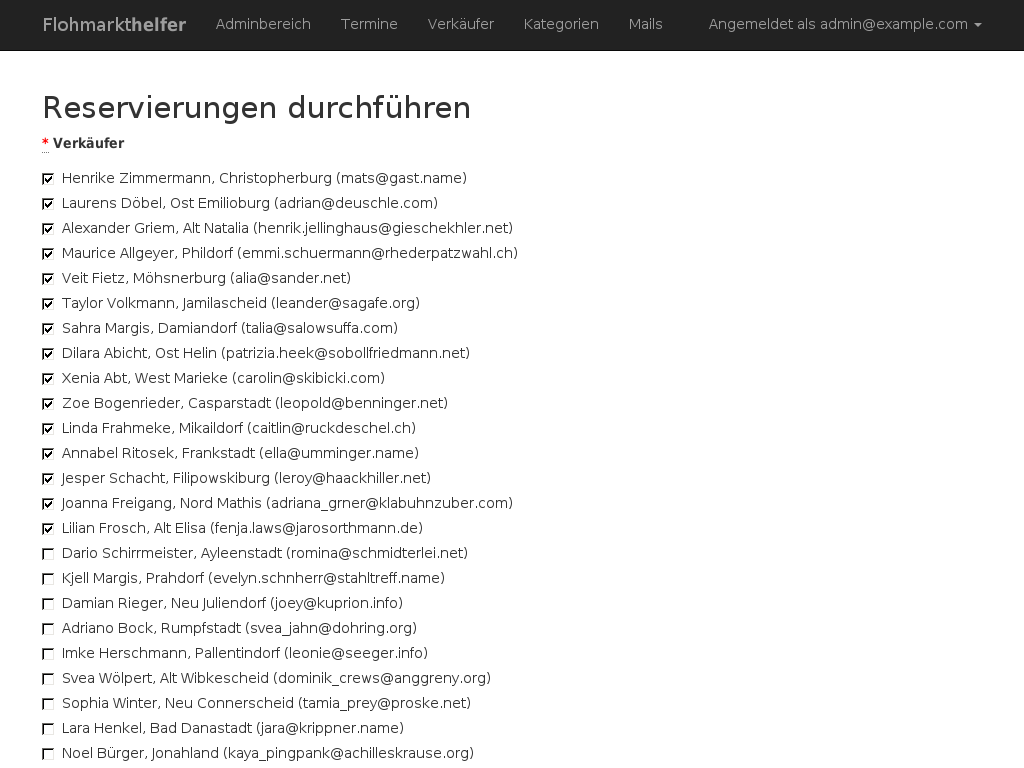 Flohmarkthelfer Adminbereich Termine Verkäufer Kategorien Mails Angemeldet als admin@example.com
Reservierungen durchführen
* Verkäufer
Henrike Zimmermann, Christopherburg (mats@gast.name)
Laurens Döbel, Ost Emilioburg (adrian@deuschle.com)
Alexander Griem, Alt Natalia (henrik.jellinghaus@gieschekhler.net)
Maurice Allgeyer, Phildorf (emmi.schuermann@rhederpatzwahl.ch)
Veit Fietz, Möhsnerburg (alia@sander.net)
Taylor Volkmann, Jamilascheid (leander@sagafe.org)
Sahra Margis, Damiandorf (talia@salowsuffa.com)
Dilara Abicht, Ost Helin (patrizia.heek@sobollfriedmann.net)
Xenia Abt, West Marieke (carolin@skibicki.com)
Zoe Bogenrieder, Casparstadt (leopold@benninger.net)
Linda Frahmeke, Mikaildorf (caitlin@ruckdeschel.ch)
Annabel Ritosek, Frankstadt (ella@umminger.name)
Jesper Schacht, Filipowskiburg (leroy@haackhiller.net)
Joanna Freigang, Nord Mathis (adriana_grner@klabuhnzuber.com)
Lilian Frosch, Alt Elisa (fenja.laws@jarosorthmann.de)
Dario Schirrmeister, Ayleenstadt (romina@schmidterlei.net)
Kjell Margis, Prahdorf (evelyn.schnherr@stahltreff.name)
Damian Rieger, Neu Juliendorf (joey@kuprion.info)
Adriano Bock, Rumpfstadt (svea_jahn@dohring.org)
Imke Herschmann, Pallentindorf (leonie@seeger.info)
Svea Wölpert, Alt Wibkescheid (dominik_crews@anggreny.org)
Sophia Winter, Neu Connerscheid (tamia_prey@proske.net)
Lara Henkel, Bad Danastadt (jara@krippner.name)
Noel Bürger, Jonahland (kaya_pingpank@achilleskrause.org)